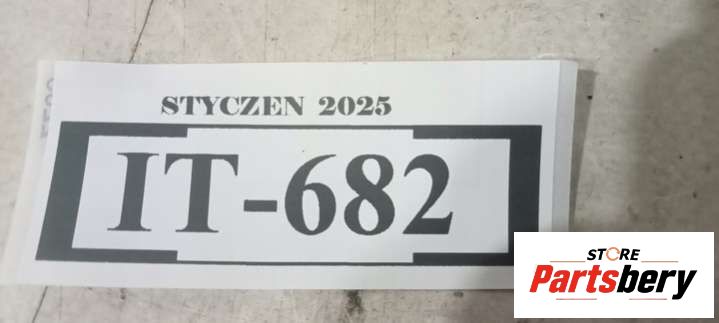 STYCZEN 2025
IT-682
STORE
Partsbery